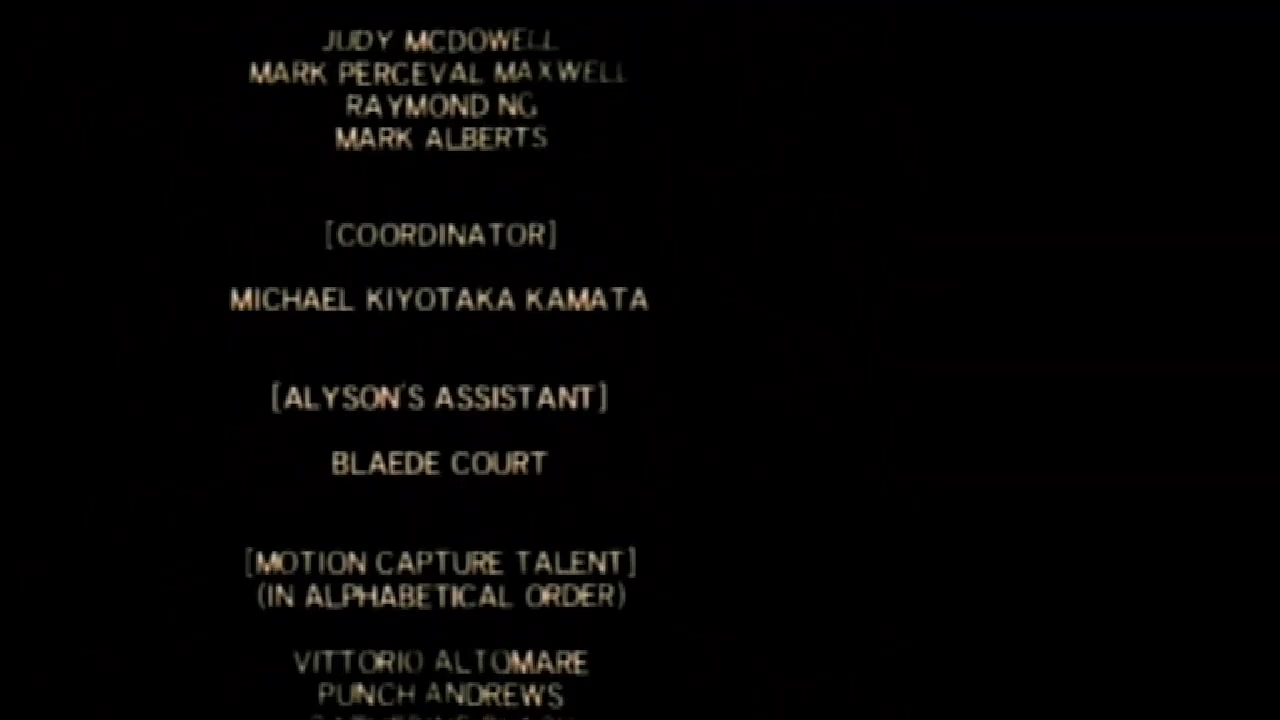 JUDY MCDOWELL
MARK PERCEVAL MAXWELL
RAYMOND NG
MARK ALBERTS
[COORDINATOR]
MICHAEL KIYOTAKA KAMATA
[ALYSON'S ASSISTANT]
BLAEDE COURT
[MOTION CAPTURE TALENT]
(IN ALPHABETICAL ORDER)
VITTORIO ALTOMARE
PUNCH ANDREWS